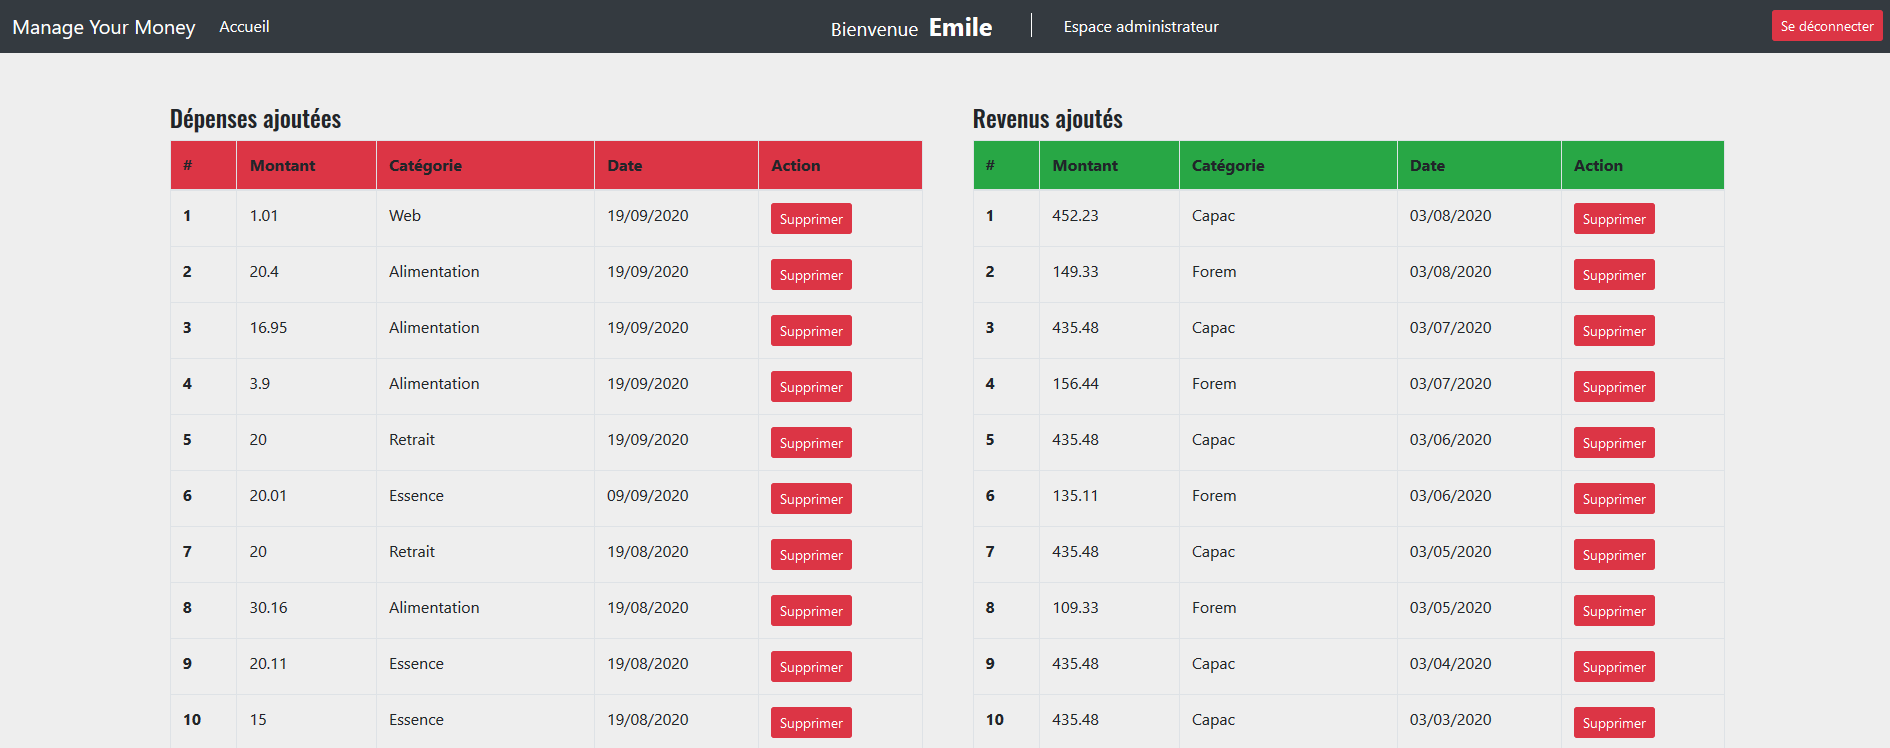 Manage Your Money Accueil Bienvenue Emile Espace administrateur Se déconnecter
Dépenses ajoutées
# Montant Catégorie Date Action
1 1.01 Web 19/09/2020 Supprimer
2 20.4 Alimentation 19/09/2020 Supprimer
3 16.95 Alimentation 19/09/2020 Supprimer
4 3.9 Alimentation 19/09/2020 Supprimer
5 20 Retrait 19/09/2020 Supprimer
6 20.01 Essence 09/09/2020 Supprimer
7 20 Retrait 19/08/2020 Supprimer
8 30.16 Alimentation 19/08/2020 Supprimer
9 20.11 Essence 19/08/2020 Supprimer
10 15 Essence 19/08/2020 Supprimer
Revenus ajoutés
# Montant Catégorie Date Action
1 452.23 Capac 03/08/2020 Supprimer
2 149.33 Forem 03/08/2020 Supprimer
3 435.48 Capac 03/07/2020 Supprimer
4 156.44 Forem 03/07/2020 Supprimer
5 435.48 Capac 03/06/2020 Supprimer
6 135.11 Forem 03/06/2020 Supprimer
7 435.48 Capac 03/05/2020 Supprimer
8 109.33 Forem 03/05/2020 Supprimer
9 435.48 Capac 03/04/2020 Supprimer
10 435.48 Capac 03/03/2020 Supprimer